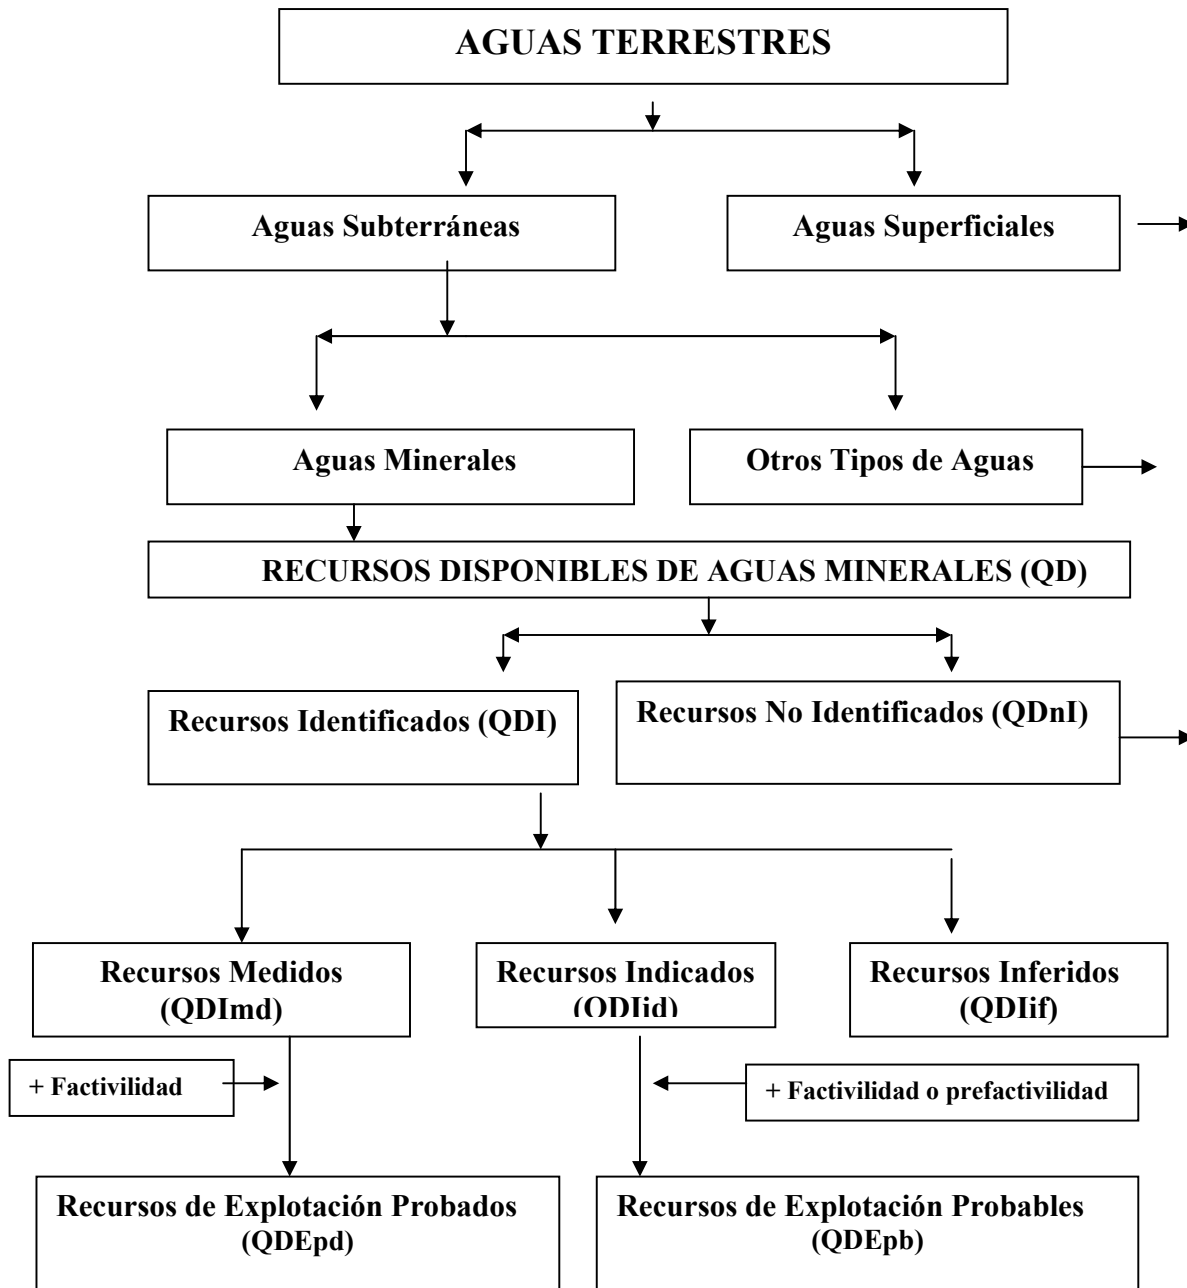 AGUAS TERRESTRES
Aguas Subterráneas
Aguas Superficiales
Aguas Minerales
Otros Tipos de Aguas
RECURSOS DISPONIBLES DE AGUAS MINERALES (QD)
Recursos Identificados (QDI)
Recursos No Identificados (QDnI)
Recursos Medidos
(QDImd)
Recursos Indicados
(QDIid)
Recursos Inferidos
(QDIif)
+ Factivilidad
+ Factivilidad o prefactivilidad
Recursos de Explotación Probados
(QDEpd)
Recursos de Explotación Probables
(QDEpb)